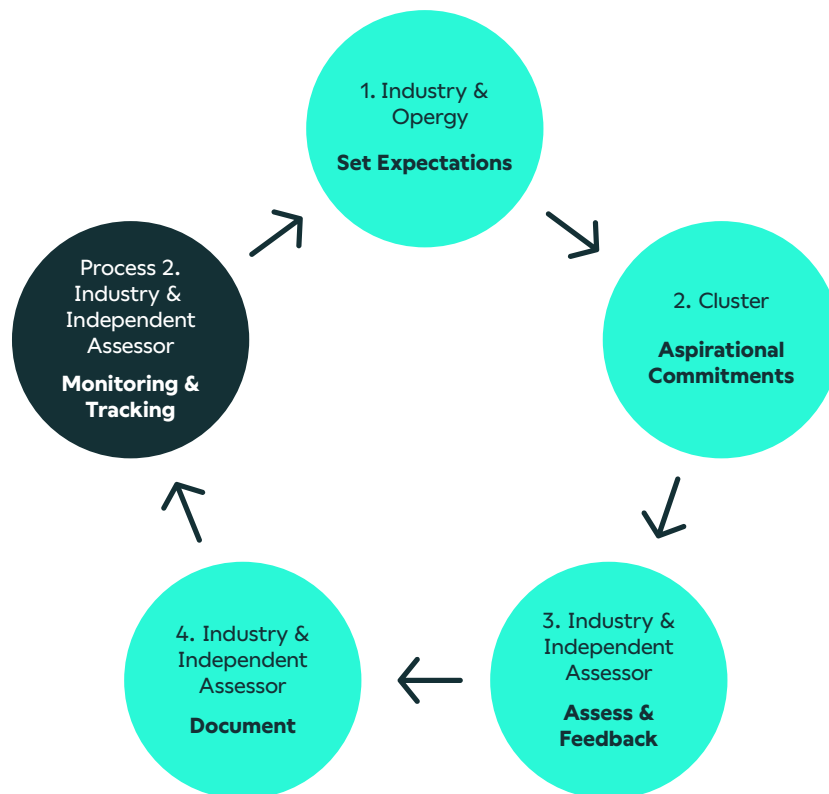 1. Industry &
Opergy
Set Expectations
2. Cluster
Aspirational
Commitments
3. Industry &
Independent
Assessor
Assess &
Feedback
4. Industry &
Independent
Assessor
Document
Process 2.
Industry &
Independent
Assessor
Monitoring &
Tracking